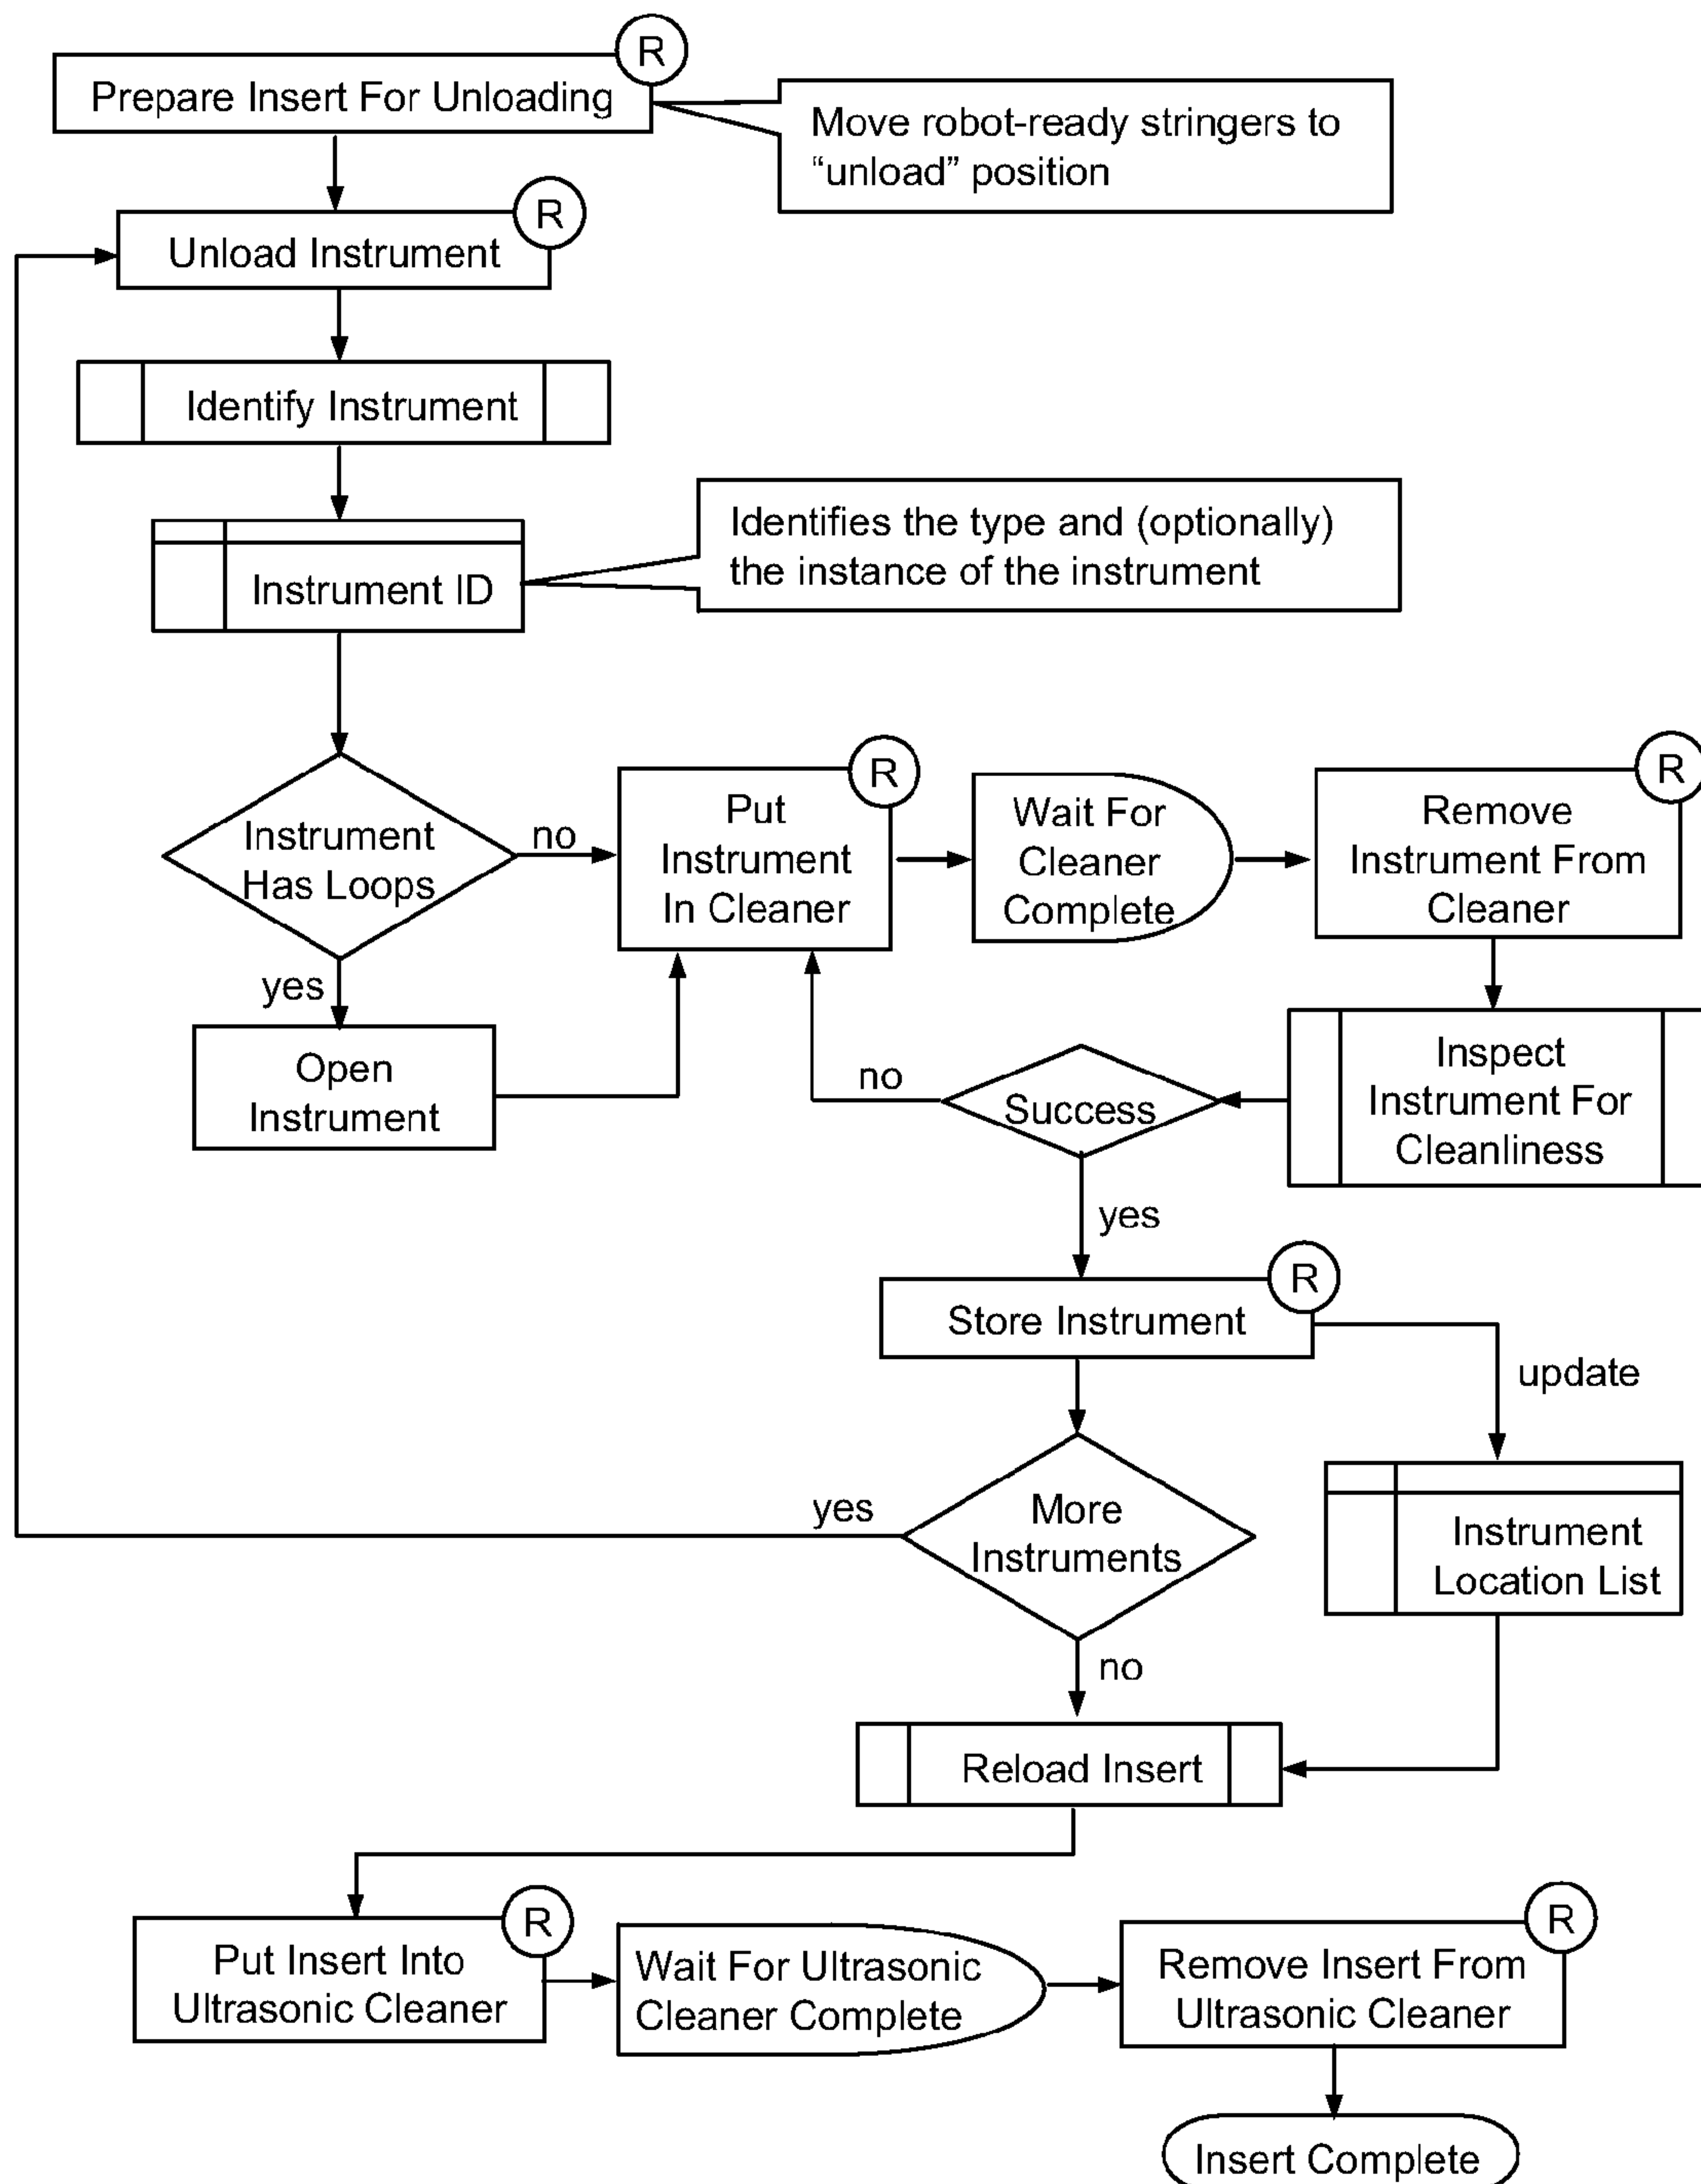 R
Prepare Insert For Unloading
Move robot-ready stringers to
“unload” position
R
Unload Instrument
Identify Instrument
Identifies the type and (optionally)
the instance of the instrument
Instrument ID
Instrument
Has Loops
no
yes
Open
Instrument
R
Put
Instrument
In Cleaner
Wait For
Cleaner
Complete
R
Remove
Instrument From
Cleaner
Inspect
Instrument For
Cleanliness
Success
no
yes
R
Store Instrument
update
More
Instruments
yes
no
Instrument
Location List
Reload Insert
R
Put Insert Into
Ultrasonic Cleaner
Wait For Ultrasonic
Cleaner Complete
R
Remove Insert From
Ultrasonic Cleaner
Insert Complete